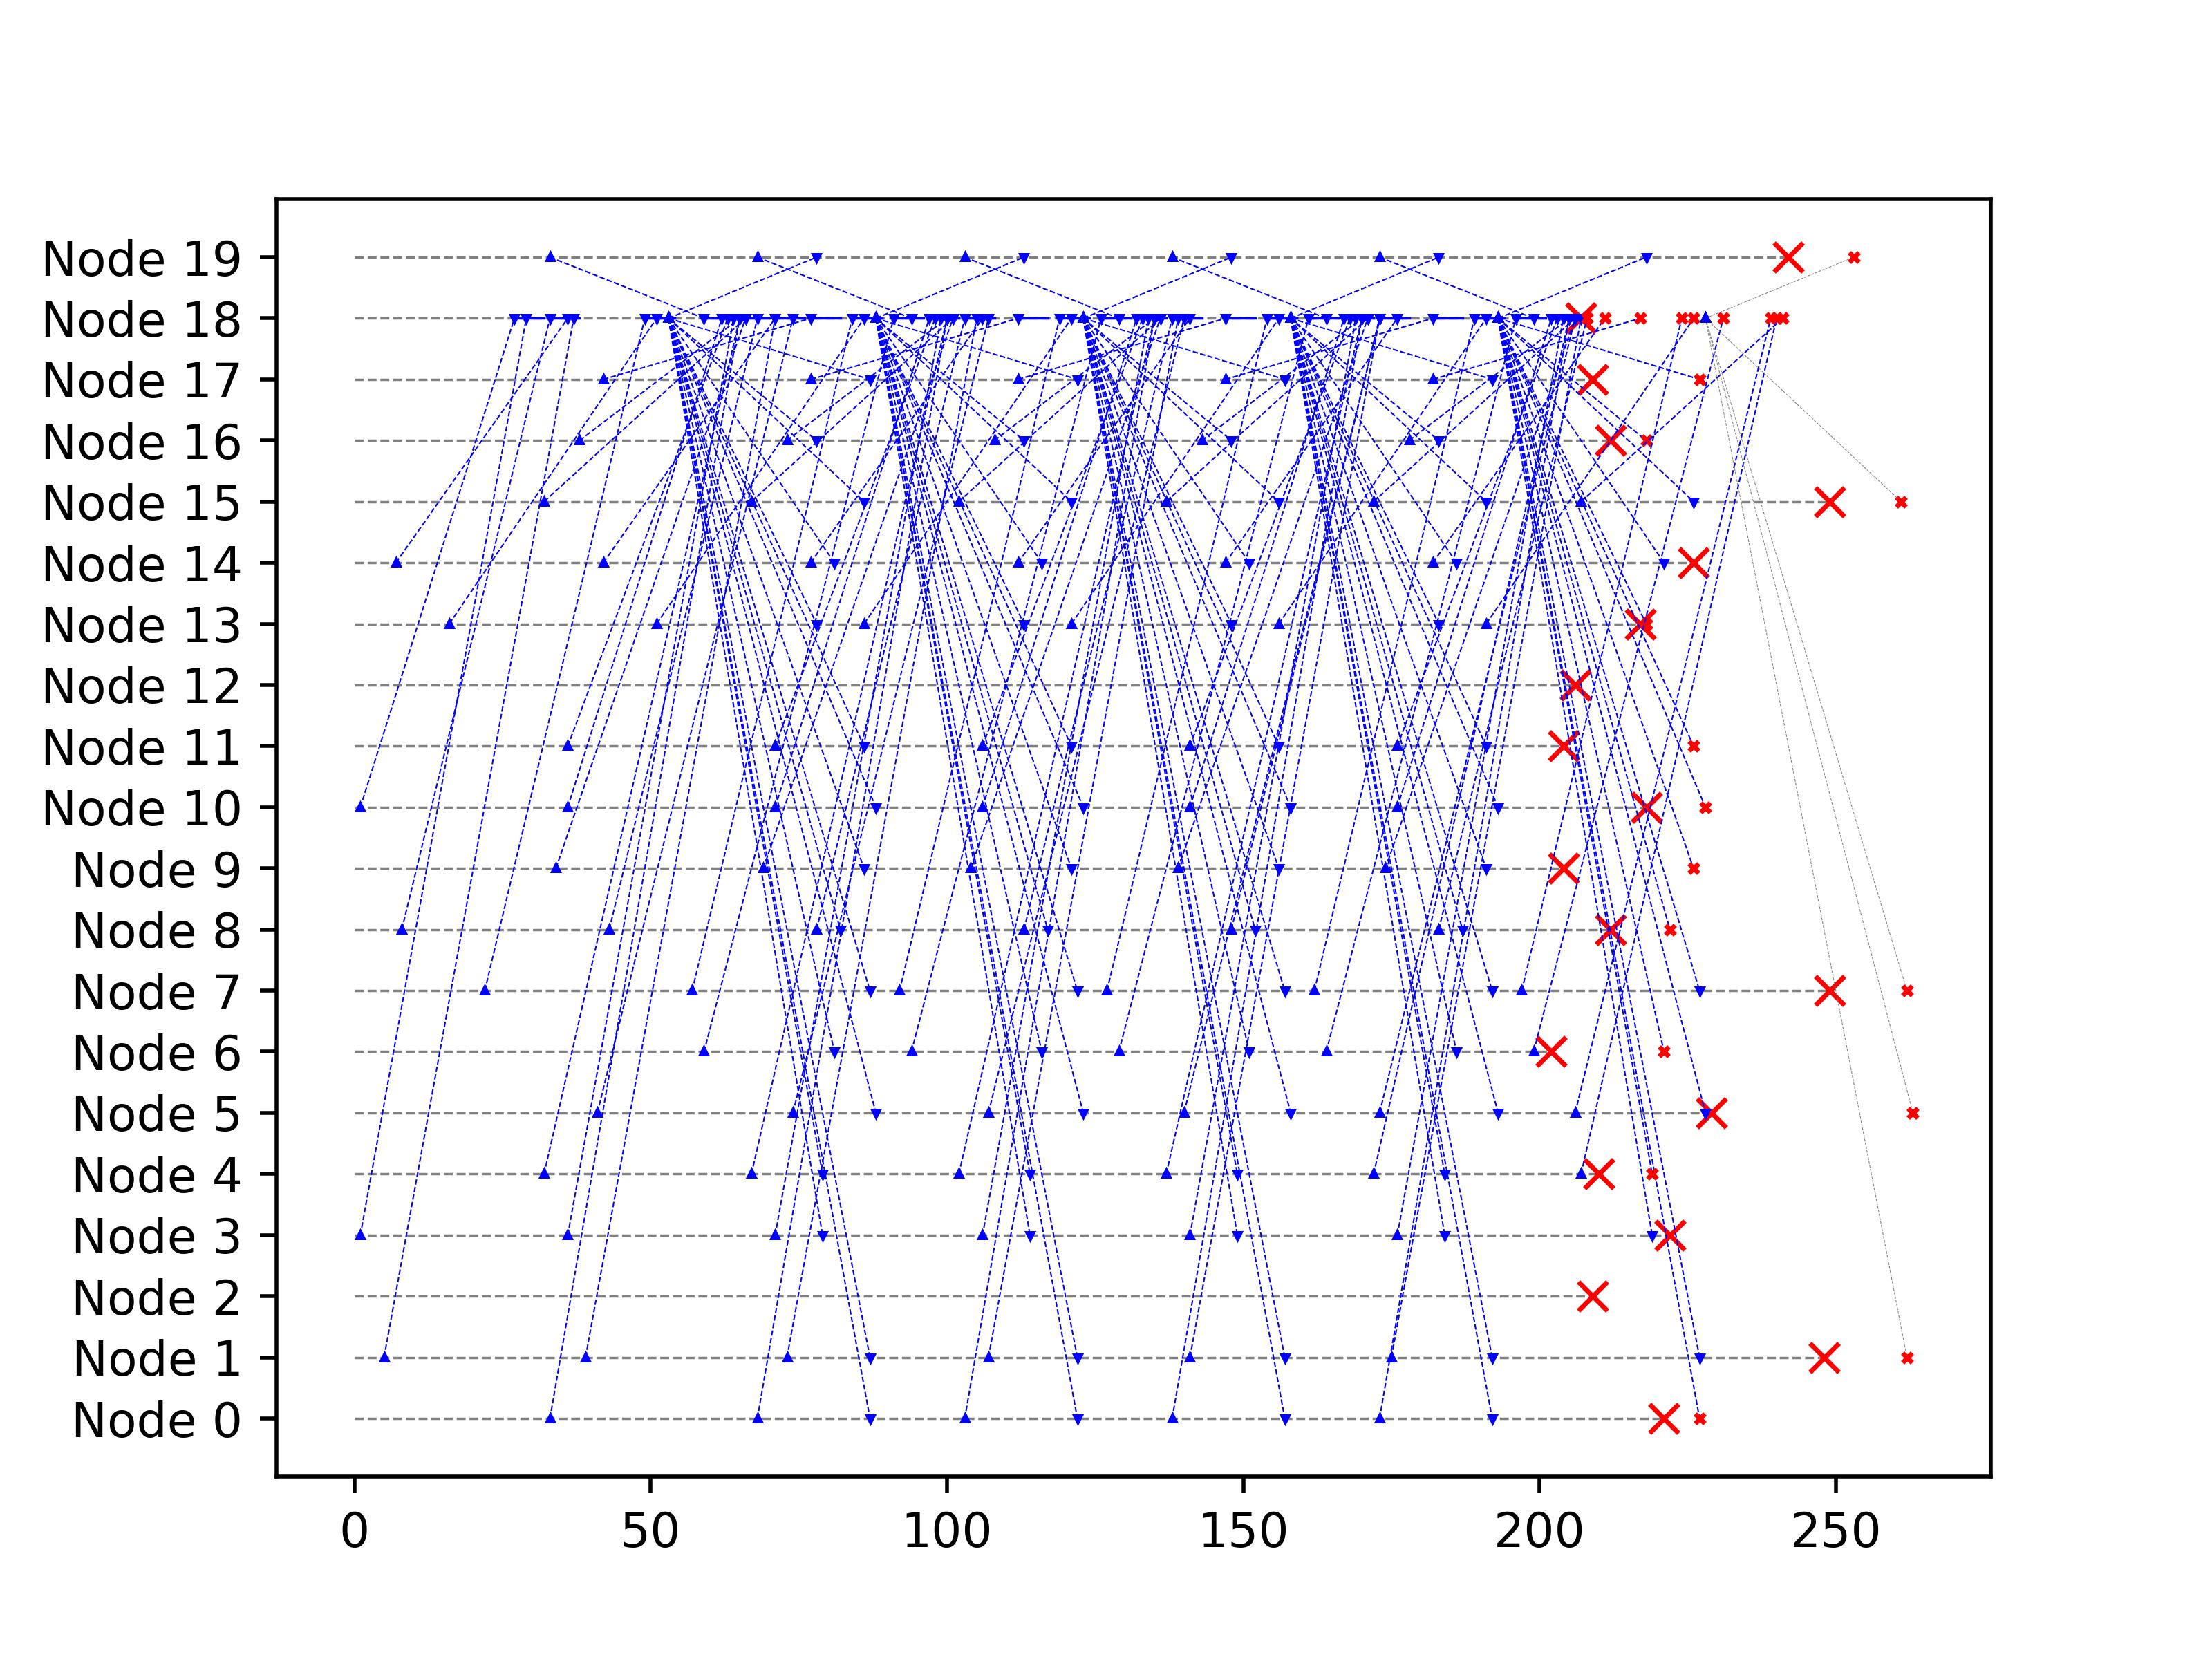 Node 19
Node 18
Node 17
Node 16
Node 15
Node 14
Node 13
Node 12
Node 11
Node 10
Node 9
Node 8
Node 7
Node 6
Node 5
Node 4
Node 3
Node 2
Node 1
Node 0
0 50 100 150 200 250